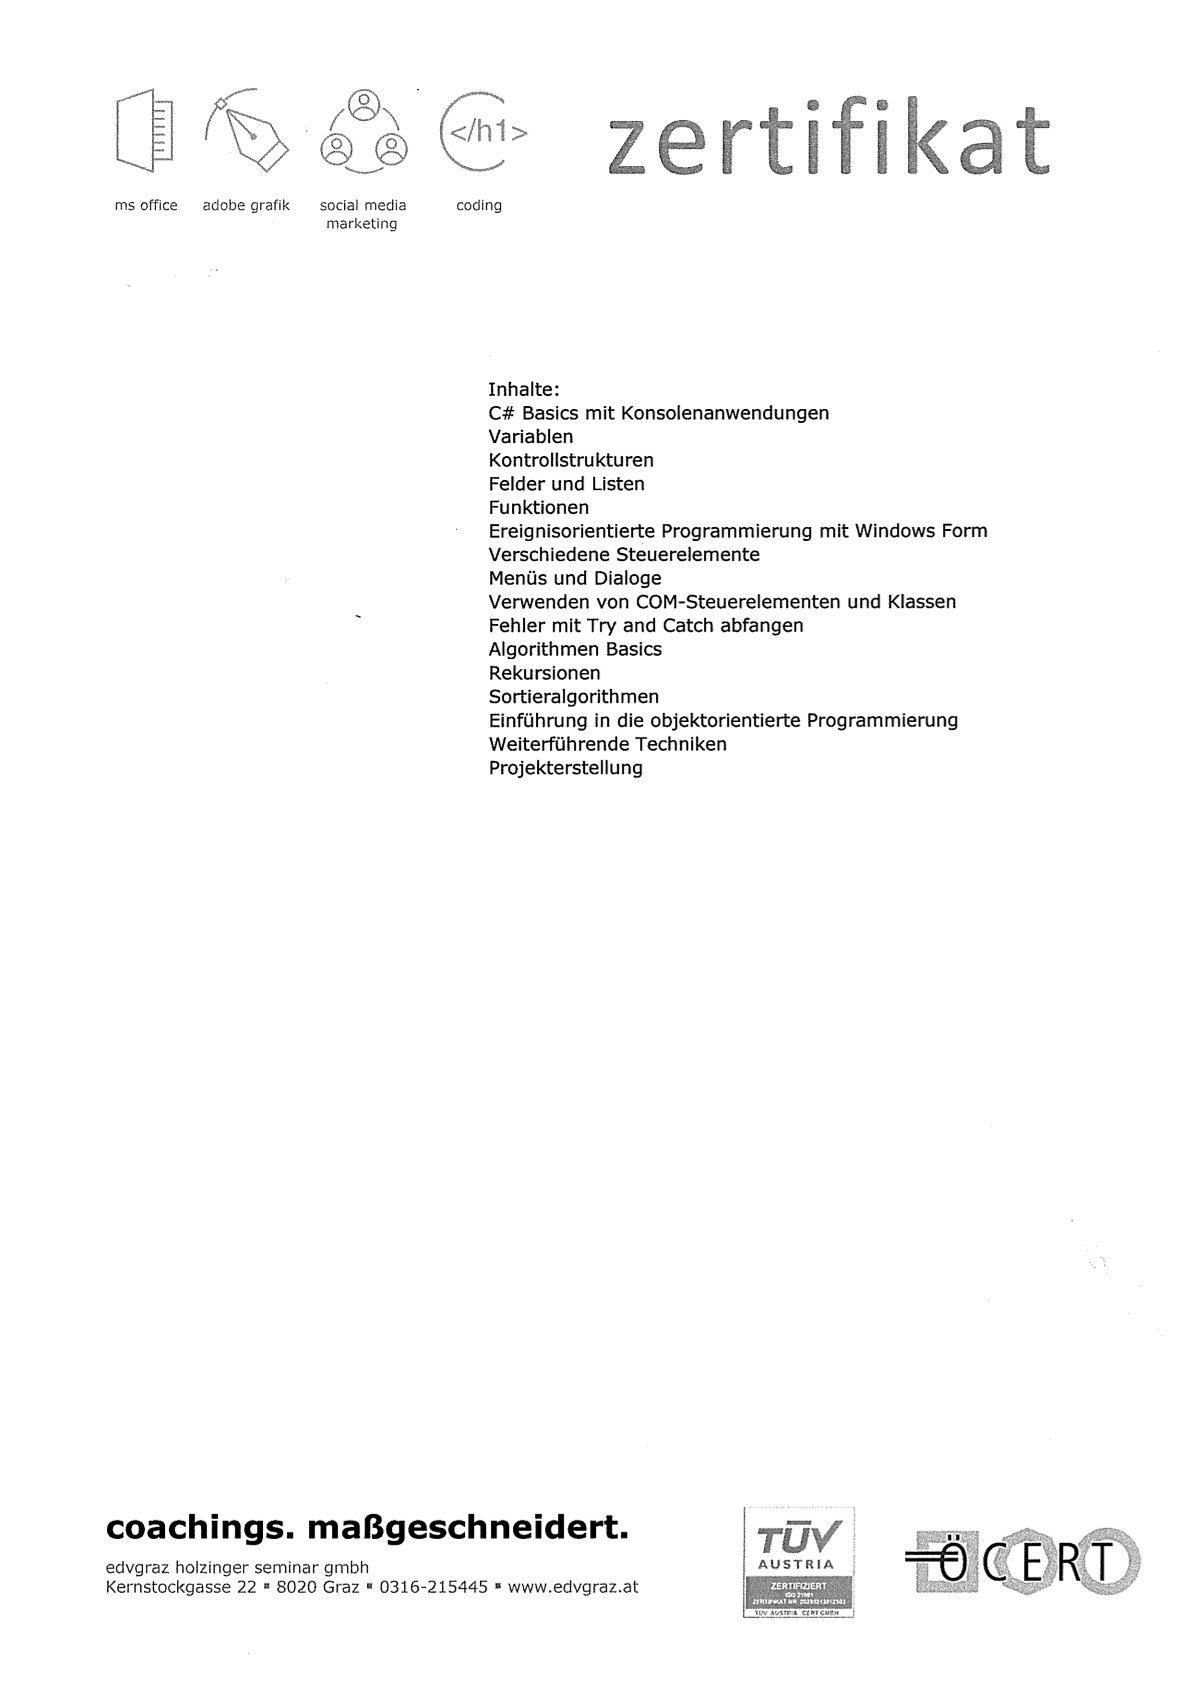 </h1>
zertifikat
ms office
adobe grafik
social media
marketing
coding
Inhalte:
C# Basics mit Konsolenanwendungen
Variablen
Kontrollstrukturen
Felder und Listen
Funktionen
Ereignisorientierte Programmierung mit Windows Form
Verschiedene Steuerelemente
Menüs und Dialoge
Verwenden von COM-Steuerelementen und Klassen
Fehler mit Try and Catch abfangen
Algorithmen Basics
Rekursionen
Sortieralgorithmen
Einführung in die objektorientierte Programmierung
Weiterführende Techniken
Projekterstellung
coachings. maßgeschneidert.
edvgraz holzinger seminar gmbh
Kernstockgasse 22 ▪ 8020 Graz ▪ 0316-215445 ▪ www.edvgraz.at
TÜV
AUSTRIA
ZERTIFIZIERT
ZERTIFIKAT NR.
TÜV AUSTRIA CERT GMBH
ÖCERT